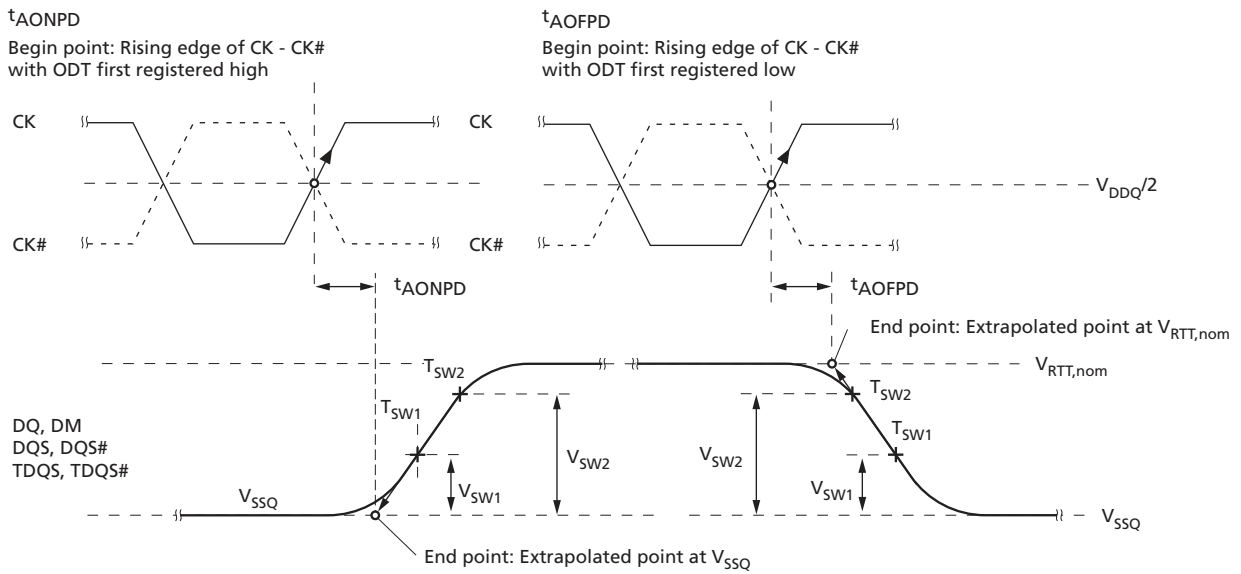 tAONPD
Begin point: Rising edge of CK - CK#
with ODT first registered high
tAOFPD
Begin point: Rising edge of CK - CK#
with ODT first registered low
CK
CK
VDDQ/2
CK#
CK#
tAONPD
tAOFPD
End point: Extrapolated point at VRTT,nom
TSW2
VRTT,nom
TSW2
TSW1
TSW1
DQ, DM
DQS, DQS#
TDQS, TDQS#
VSW2
VSW2
VSW1
VSW1
VSSQ
VSSQ
End point: Extrapolated point at VSSQ